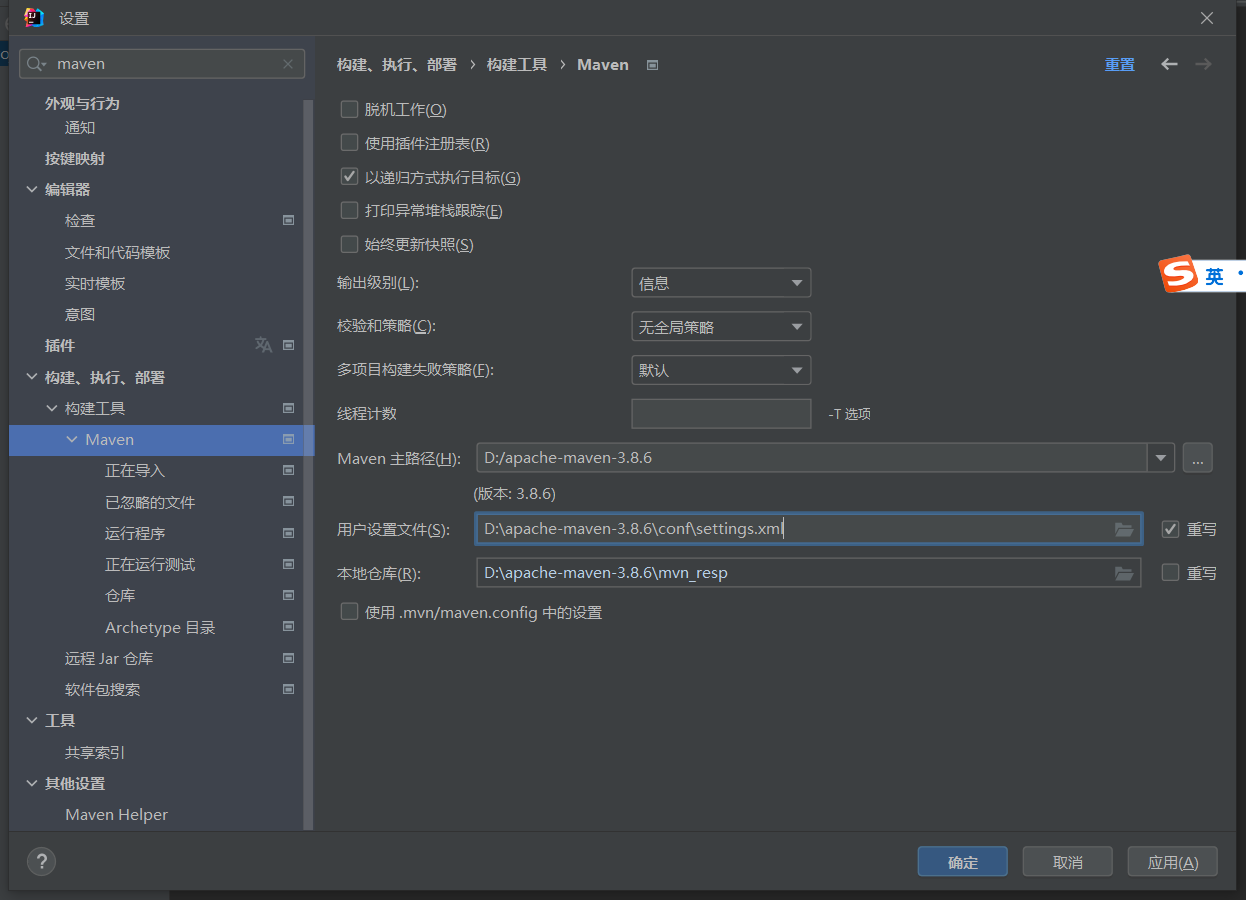 设置
maven
外观与行为
通知
按键映射
编辑器
检查
文件和代码模板
实时模板
意图
插件
构建、执行、部署
构建工具
Maven
正在导入
已忽略的文件
运行程序
正在运行测试
仓库
Archetype 目录
远程 Jar 仓库
软件包搜索
工具
共享索引
其他设置
Maven Helper
构建、执行、部署 › 构建工具 › Maven
重置
脱机工作(O)
使用插件注册表(R)
以递归方式执行目标(G)
打印异常堆栈跟踪(E)
始终更新快照(S)
输出级别(L): 信息
校验和策略(C): 无全局策略
多项目构建失败策略(F): 默认
线程计数 -T 选项
Maven 主路径(H): D:/apache-maven-3.8.6 ...
(版本: 3.8.6)
用户设置文件(S): D:\apache-maven-3.8.6\conf\settings.xml 重写
本地仓库(R): D:\apache-maven-3.8.6\mvn_resp 重写
使用 .mvn/maven.config 中的设置
英
?
确定 取消 应用(A)